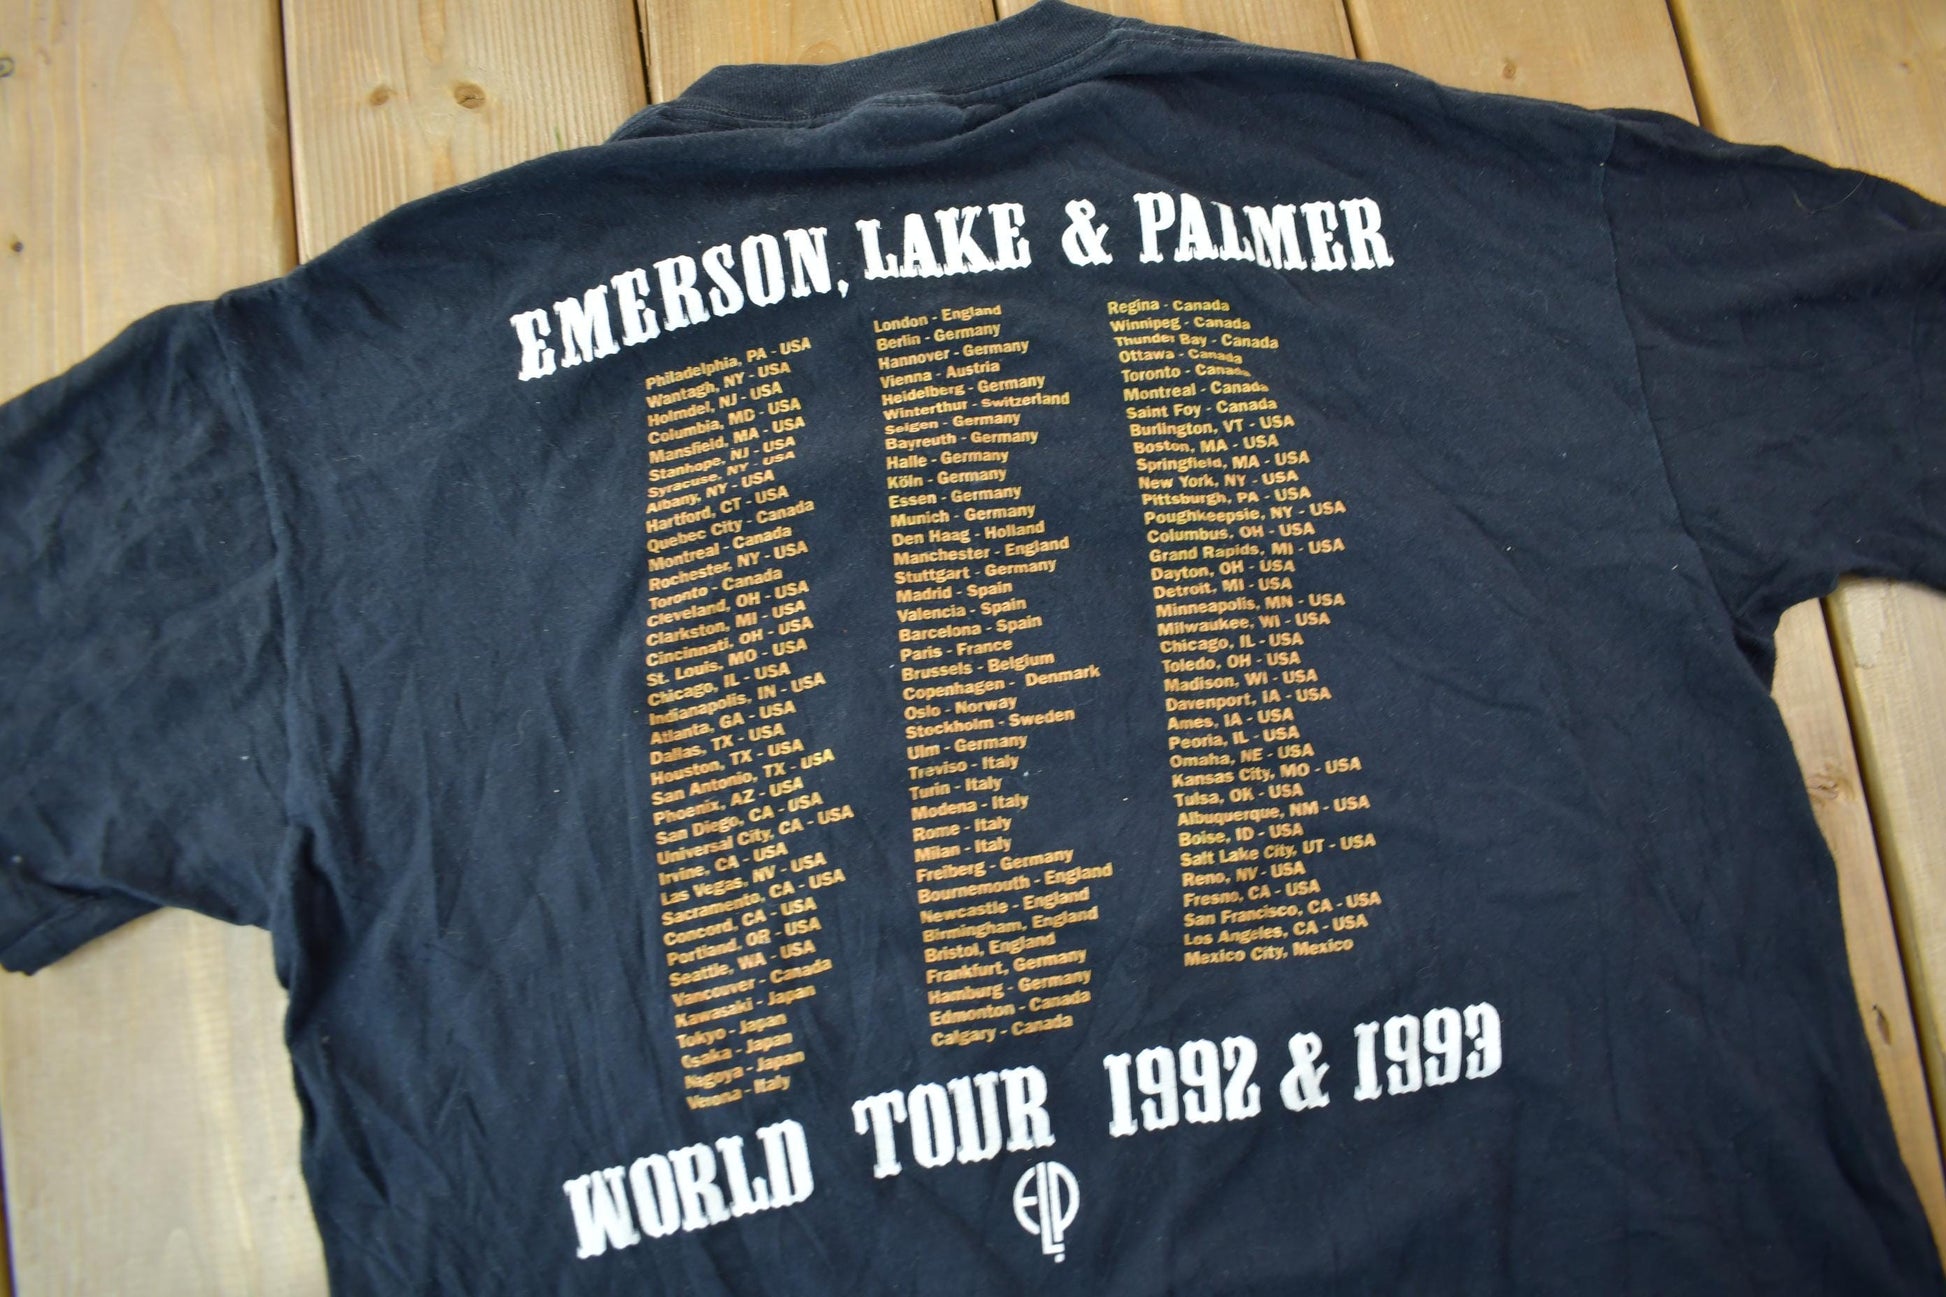 EMERSON, LAKE & PALMER
Philadelphia, PA - USA
Wantagh, NY - USA
Holmdel, NJ - USA
Columbia, MD - USA
Mansfield, MA - USA
Stanhope, NJ - USA
Syracuse, NY - USA
Albany, NY - USA
Hartford, CT - USA
Quebec City - Canada
Montreal - Canada
Rochester, NY - USA
Toronto - Canada
Cleveland, OH - USA
Clarkston, MI - USA
Cincinnati, OH - USA
St. Louis, MO - USA
Chicago, IL - USA
Indianapolis, IN - USA
Atlanta, GA - USA
Dallas, TX - USA
Houston, TX - USA
San Antonio, TX - USA
Phoenix, AZ - USA
San Diego, CA - USA
Universal City, CA - USA
Irvine, CA - USA
Las Vegas, NV - USA
Sacramento, CA - USA
Concord, CA - USA
Portland, OR - USA
Seattle, WA - USA
Vancouver - Canada
Kawasaki - Japan
Tokyo - Japan
Osaka - Japan
Nagoya - Japan
Verona - Italy
London - England
Berlin - Germany
Hannover - Germany
Vienna - Austria
Heidelberg - Germany
Winterthur - Switzerland
Selgen - Germany
Bayreuth - Germany
Halle - Germany
Köln - Germany
Essen - Germany
Munich - Germany
Den Haag - Holland
Manchester - England
Stuttgart - Germany
Madrid - Spain
Valencia - Spain
Barcelona - Spain
Paris - France
Brussels - Belgium
Copenhagen - Denmark
Oslo - Norway
Stockholm - Sweden
Ulm - Germany
Treviso - Italy
Turin - Italy
Modena - Italy
Rome - Italy
Milan - Italy
Freiberg - Germany
Bournemouth - England
Newcastle - England
Birmingham, England
Bristol, England
Frankfurt, Germany
Hamburg - Germany
Edmonton - Canada
Calgary - Canada
Regina - Canada
Winnipeg - Canada
Thunder Bay - Canada
Ottawa - Canada
Toronto - Canada
Montreal - Canada
Saint Foy - Canada
Burlington, VT - USA
Boston, MA - USA
Springfield, MA - USA
New York, NY - USA
Pittsburgh, PA - USA
Poughkeepsie, NY - USA
Columbus, OH - USA
Grand Rapids, MI - USA
Dayton, OH - USA
Detroit, MI - USA
Minneapolis, MN - USA
Milwaukee, WI - USA
Chicago, IL - USA
Toledo, OH - USA
Madison, WI - USA
Davenport, IA - USA
Ames, IA - USA
Peoria, IL - USA
Omaha, NE - USA
Kansas City, MO - USA
Tulsa, OK - USA
Albuquerque, NM - USA
Boise, ID - USA
Salt Lake City, UT - USA
Reno, NV - USA
Fresno, CA - USA
San Francisco, CA - USA
Los Angeles, CA - USA
Mexico City, Mexico
WORLD TOUR 1992 & 1993
ELP